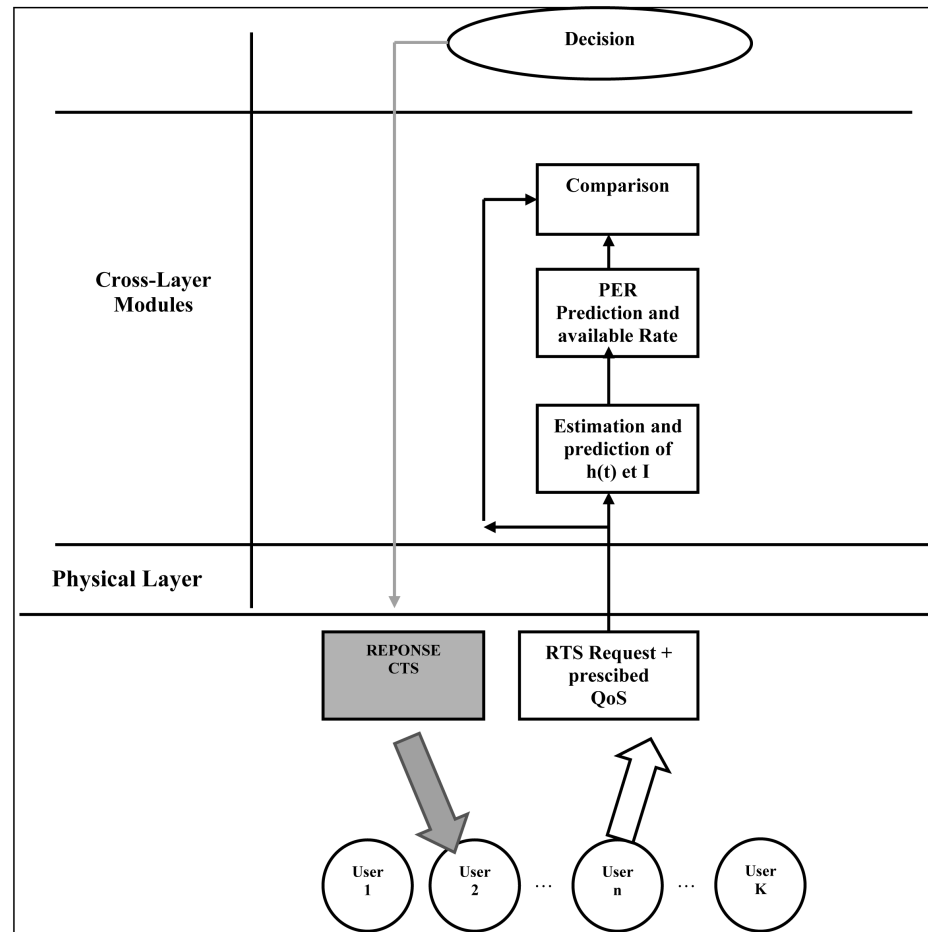 Decision
Comparison
Cross-Layer
Modules
PER
Prediction and
available Rate
Estimation and
prediction of
h(t) et I
Physical Layer
REPONSE
CTS
RTS Request +
prescibed
QoS
User
1
User
2
...
User
n
...
User
K